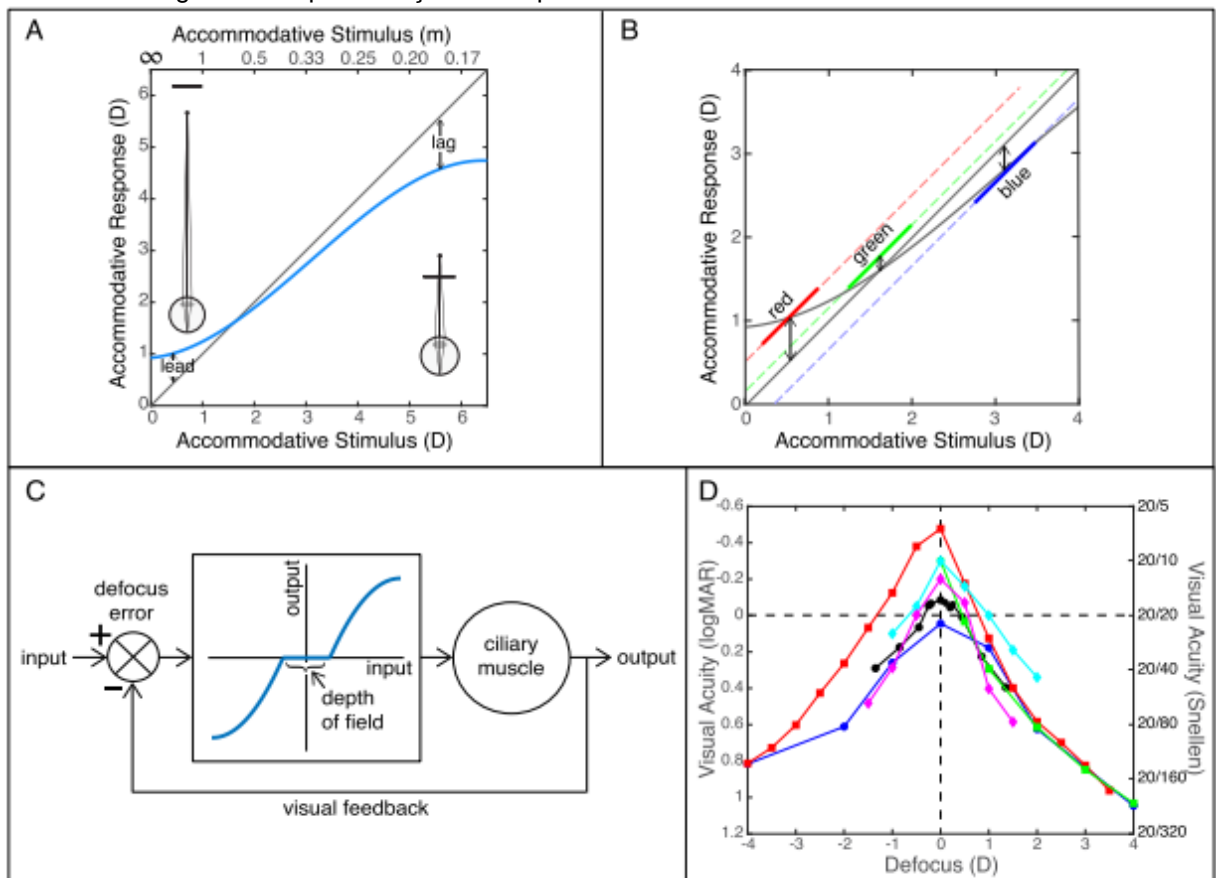 A
Accommodative Stimulus (m)
∞ 1 0.5 0.33 0.25 0.20 0.17
Accommodative Response (D)
6
5
4
3
2
1
0
lag
lead
0 1 2 3 4 5 6
Accommodative Stimulus (D)
B
Accommodative Response (D)
4
3
2
1
0
red
green
blue
0 1 2 3 4
Accommodative Stimulus (D)
C
defocus
error
+
input
-
output
input
depth
of field
ciliary
muscle
output
visual feedback
D
Visual Acuity (logMAR)
-0.6
-0.4
-0.2
0
0.2
0.4
0.6
0.8
1
1.2
20/5
20/10
20/20
20/40
20/80
20/160
20/320
Visual Acuity (Snellen)
-4 -3 -2 -1 0 1 2 3 4
Defocus (D)